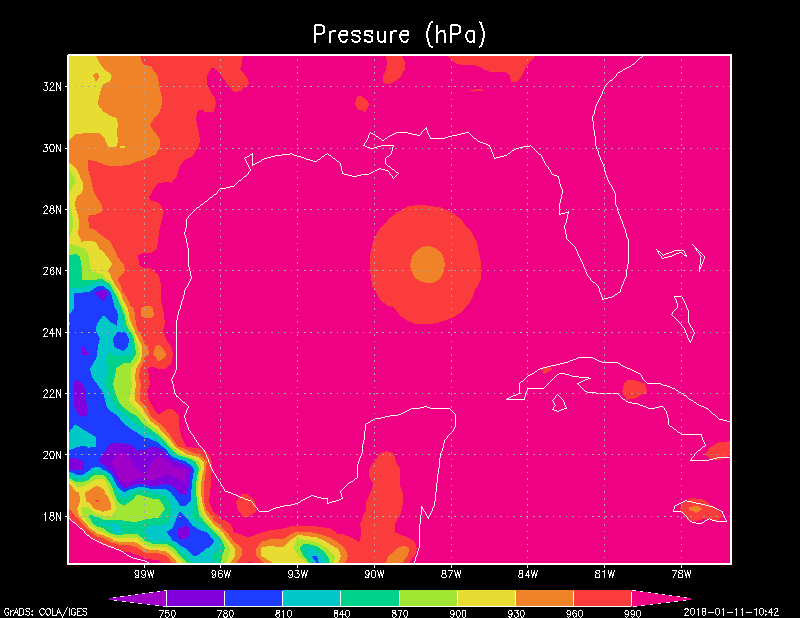 Pressure (hPa)
32N
30N
28N
26N
24N
22N
20N
18N
99W 96W 93W 90W 87W 84W 81W 78W
750 780 810 840 870 900 930 960 990
GrADS: COLA/IGES 2018-01-11-10:42